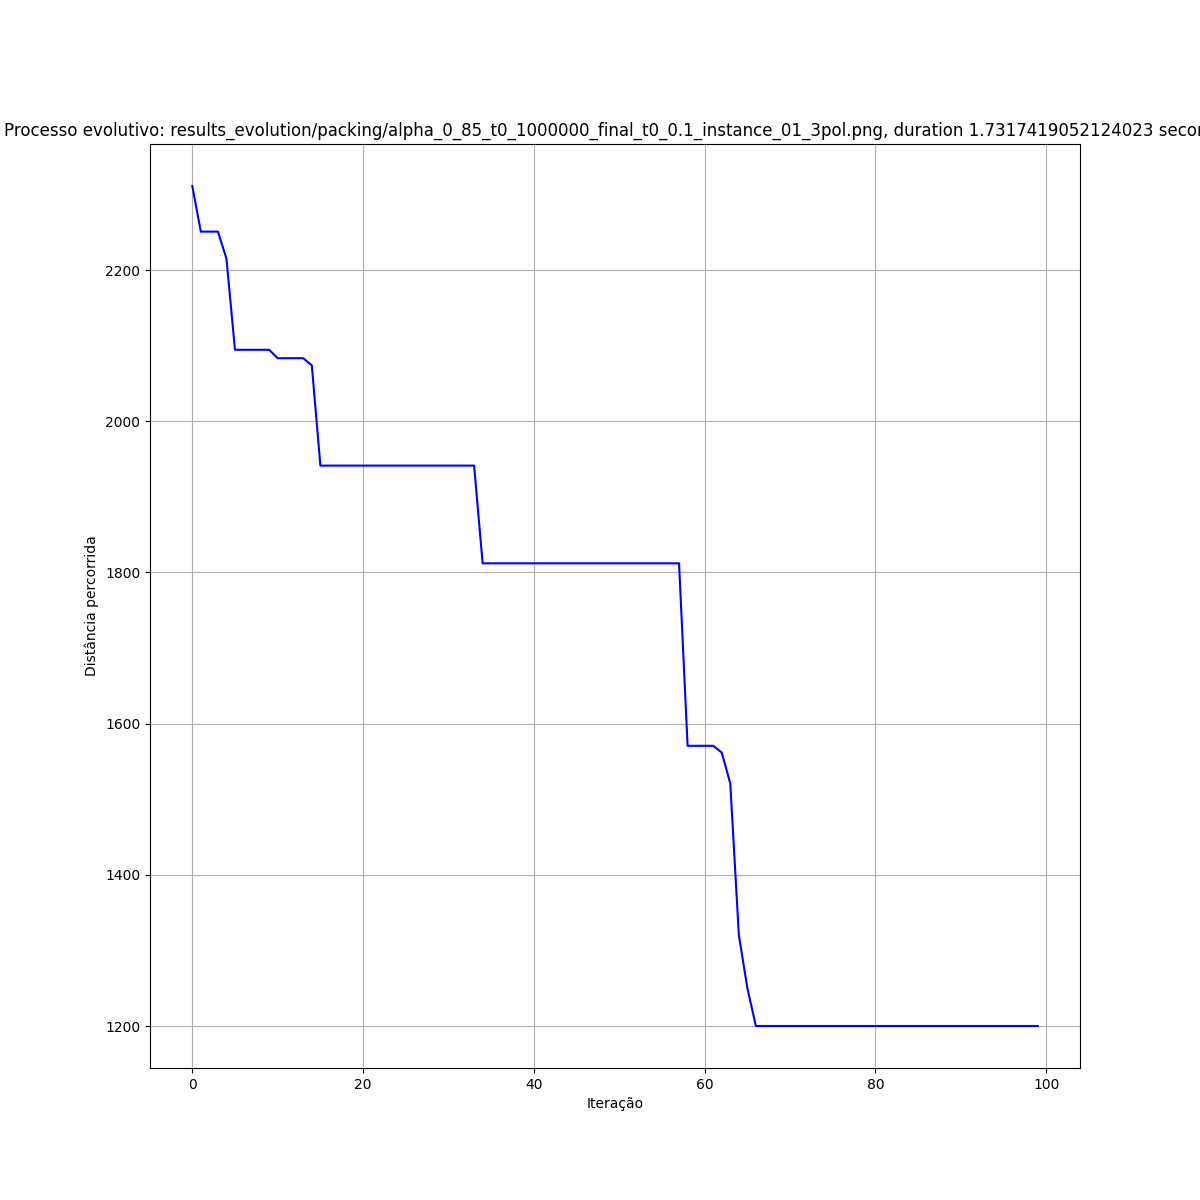 Processo evolutivo: results_evolution/packing/alpha_0_85_t0_1000000_final_t0_0.1_instance_01_3pol.png, duration 1.7317419052124023 secon
2200
2000
1800
1600
1400
1200
Distância percorrida
0 20 40 60 80 100
Iteração